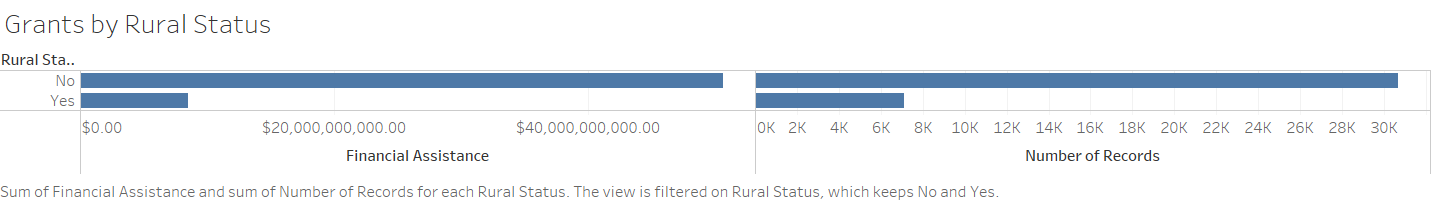 Grants by Rural Status
Rural Sta..
No
Yes
$0.00 $20,000,000,000.00 $40,000,000,000.00 0K 2K 4K 6K 8K 10K 12K 14K 16K 18K 20K 22K 24K 26K 28K 30K
Financial Assistance Number of Records
Sum of Financial Assistance and sum of Number of Records for each Rural Status. The view is filtered on Rural Status, which keeps No and Yes.